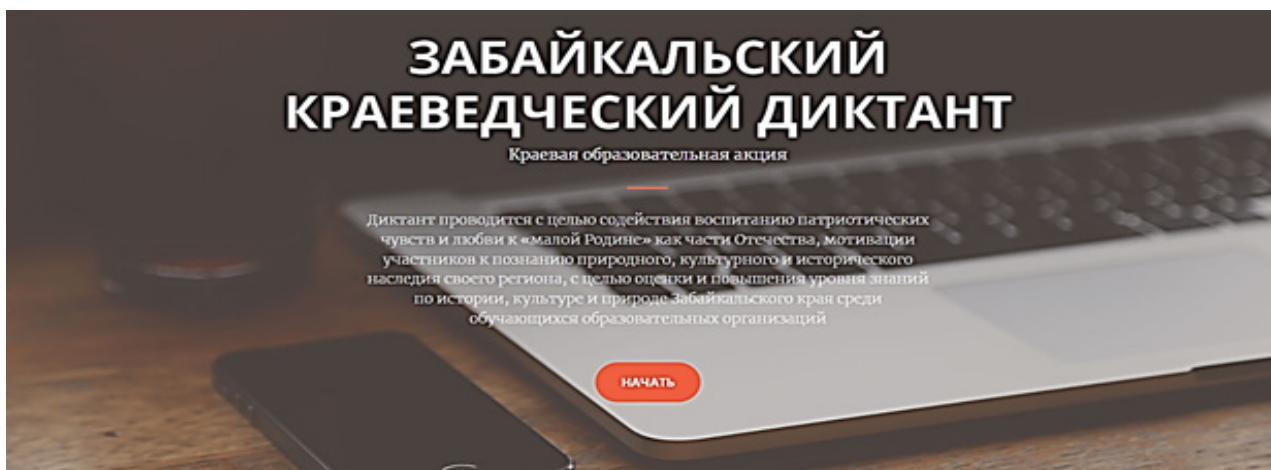 ЗАБАЙКАЛЬСКИЙ
КРАЕВЕДЧЕСКИЙ ДИКТАНТ
Краевая образовательная акция
Диктант проводится с целью содействия воспитанию патриотических
чувств и любви к «малой Родине» как части Отечества, мотивации
участников к познанию природного, культурного и исторического
наследия своего региона, с целью оценки и повышения уровня знаний
по истории, культуре и природе Забайкальского края среди
обучающихся образовательных организаций
НАЧАТЬ